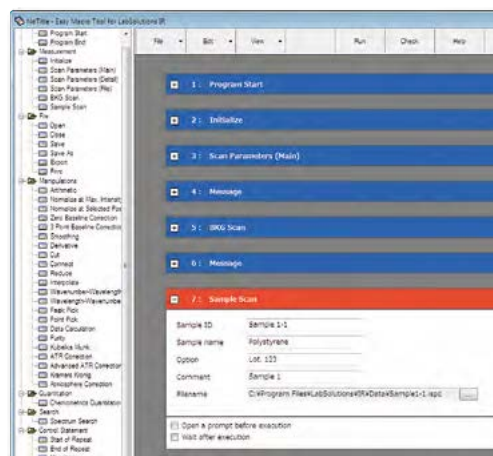 NoTitle - Easy Macro Tool for LabSolutions IR
File
Edit
View
Run
Check
Help
Program Start
Program End
Measurement
Initialize
Scan Parameters (Main)
Scan Parameters (Detail)
Scan Parameters (File)
BKG Scan
Sample Scan
File
Open
Close
Save
Save As
Export
Print
Manipulations
Arithmetic
Normalize at Max. Intensity
Normalize at Selected
Zero Baseline Correction
3 Point Baseline Correction
Smoothing
Derivative
Cut
Connect
Reduce
Interpolate
Wavenumber-Wavelength
Wavelength-Wavenumbe
Peak Pick
Point Pick
Data Calculation
Purity
Kubelka Munk
ATR Correction
Advanced ATR Correction
Kramers Kronig
Atmosphere Correction
Quantitation
Chemometrics Quantitation
Search
Spectrum Search
Control Statement
Start of Repeat
End of Repeat
1 : Program Start
2 : Initialize
3 : Scan Parameters (Main)
4 : Message
5 : BKG Scan
6 : Message
7 : Sample Scan
Sample ID Sample 1-1
Sample name Polystyrene
Option Lot. 123
Comment Sample 1
Filename C:¥Program Files¥LabSolutions¥IR¥Data¥Sample1-1.ispc ...
Open a prompt before execution
Wait after execution